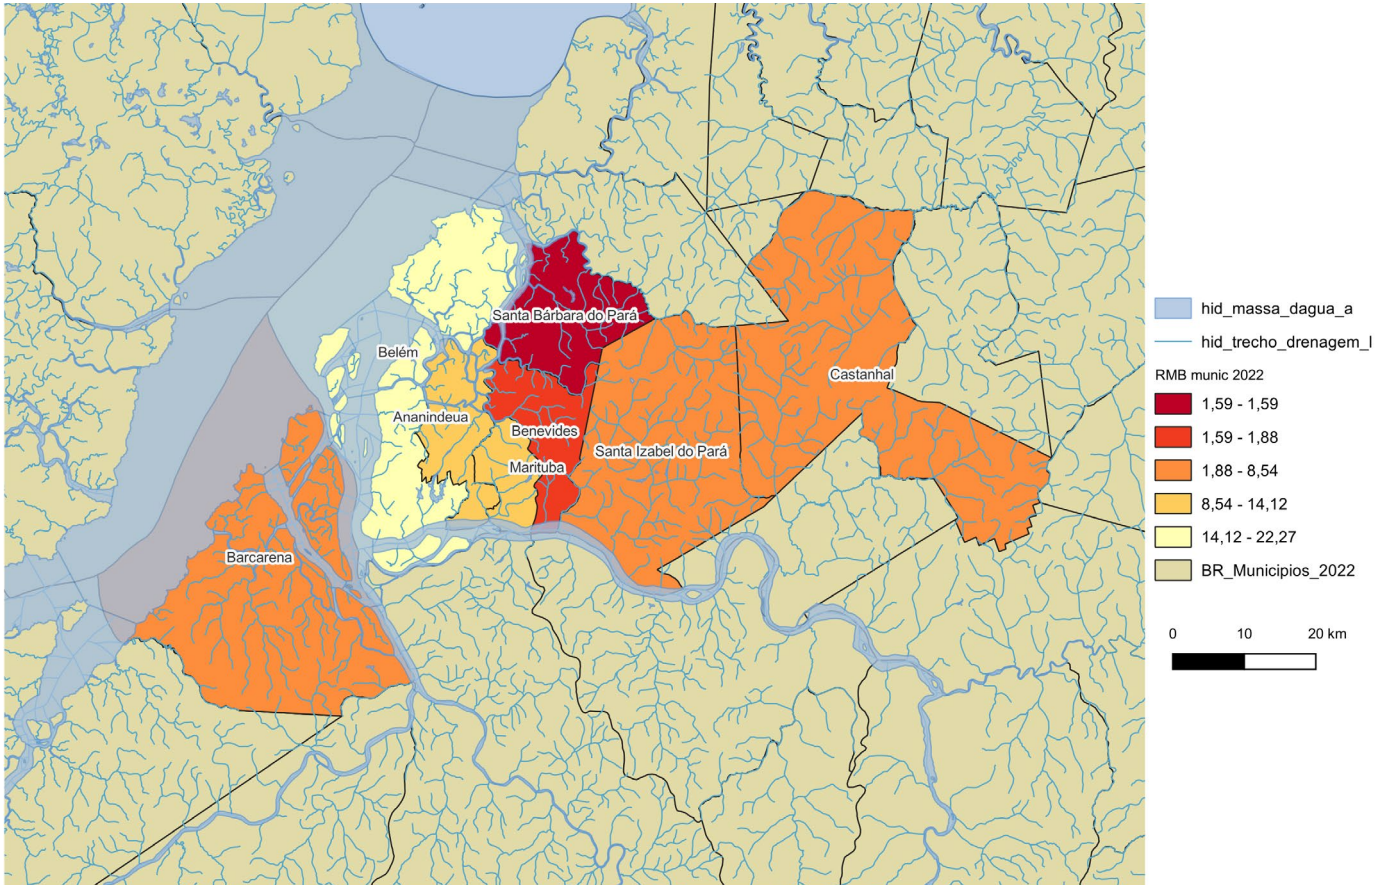 Santa Bárbara do Pará
Belém
Castanhal
Ananindeua
Benevides
Santa Izabel do Pará
Marituba
Barcarena
hid_massa_dagua_a
hid_trecho_drenagem_l
RMB munic 2022
1,59 - 1,59
1,59 - 1,88
1,88 - 8,54
8,54 - 14,12
14,12 - 22,27
BR_Municipios_2022
0 10 20 km